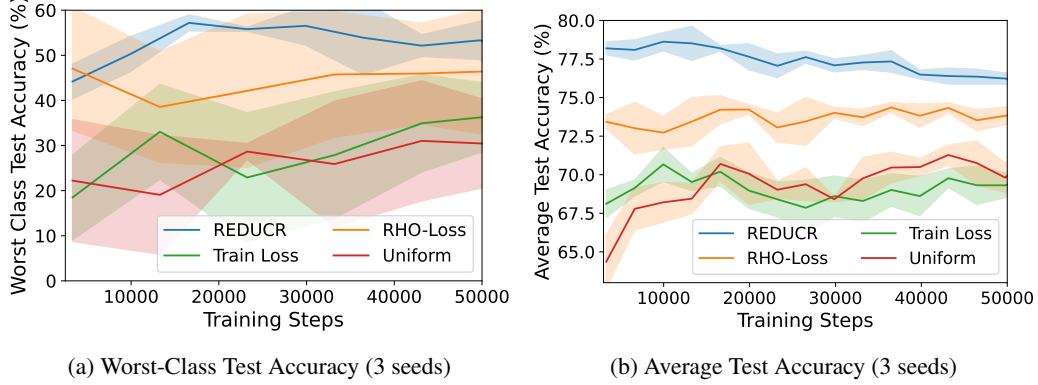 Worst Class Test Accuracy (%)
60
50
40
30
20
10
0
10000 20000 30000 40000 50000
Training Steps
REDUCR RHO-Loss
Train Loss Uniform
(a) Worst-Class Test Accuracy (3 seeds)
Average Test Accuracy (%)
80.0
77.5
75.0
72.5
70.0
67.5
65.0
10000 20000 30000 40000 50000
Training Steps
REDUCR Train Loss
RHO-Loss Uniform
(b) Average Test Accuracy (3 seeds)